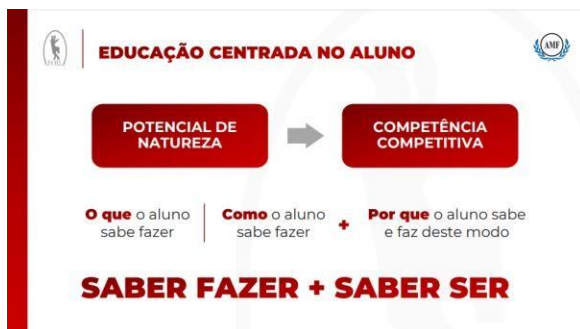 EDUCAÇÃO CENTRADA NO ALUNO
AMF
POTENCIAL DE
NATUREZA
COMPETÊNCIA
COMPETITIVA
O que o aluno
sabe fazer
Como o aluno
sabe fazer
+
Por que o aluno sabe
e faz deste modo
SABER FAZER + SABER SER